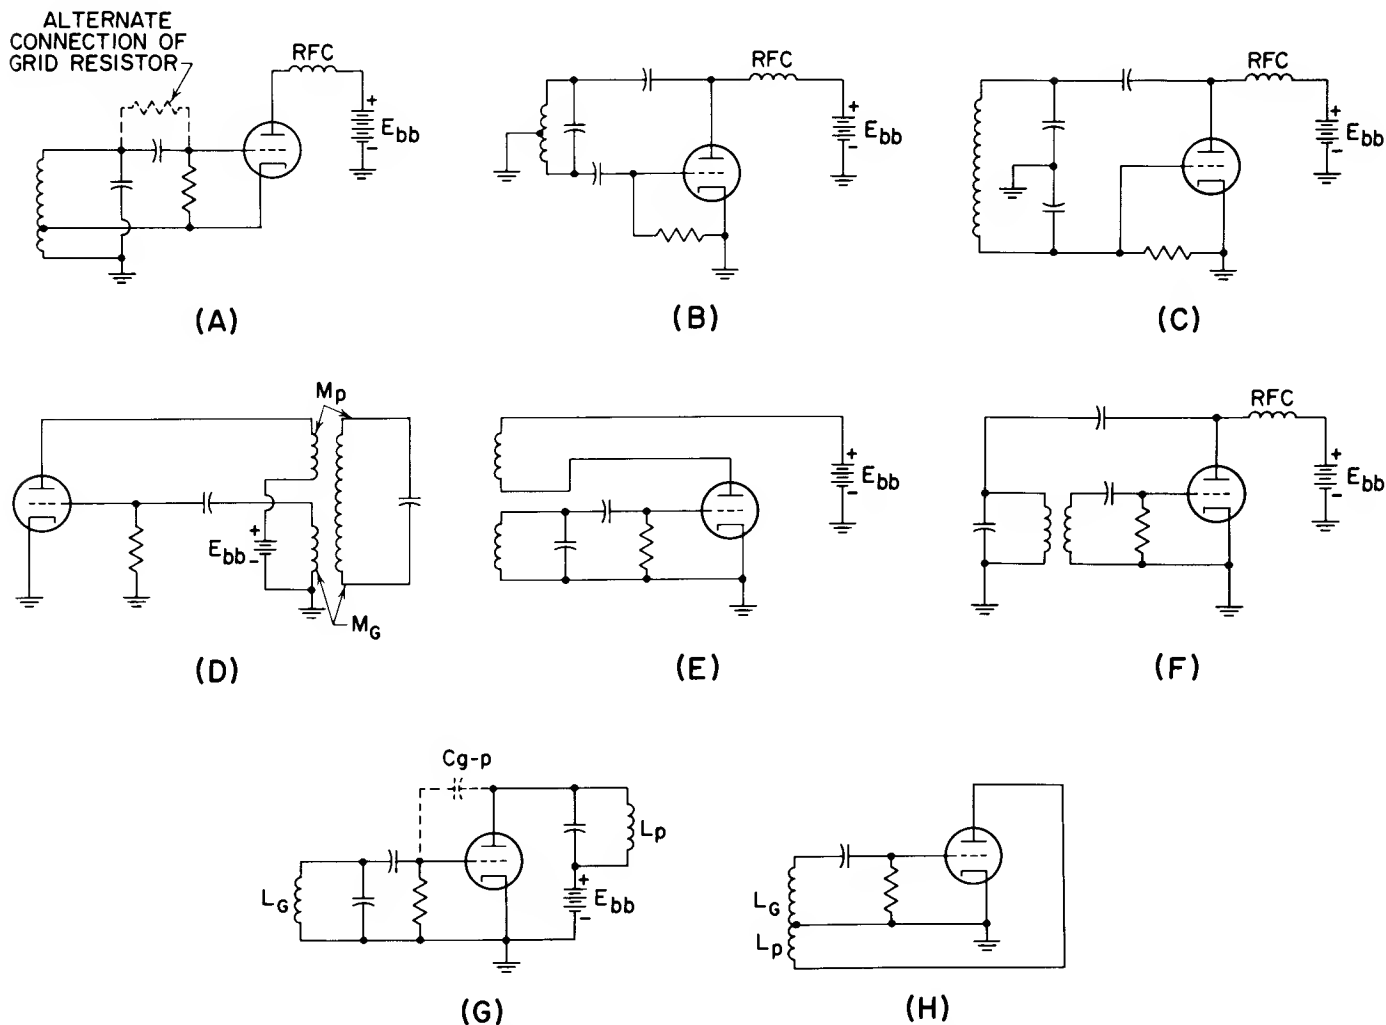 ALTERNATE
CONNECTION OF
GRID RESISTOR
RFC
+
Ebb
-
(A)
RFC
+
Ebb
-
(B)
RFC
+
Ebb
-
(C)
Mp
+
Ebb
-
MG
(D)
+
Ebb
-
(E)
RFC
+
Ebb
-
(F)
Cg-p
Lp
LG
+
Ebb
-
(G)
LG
Lp
(H)